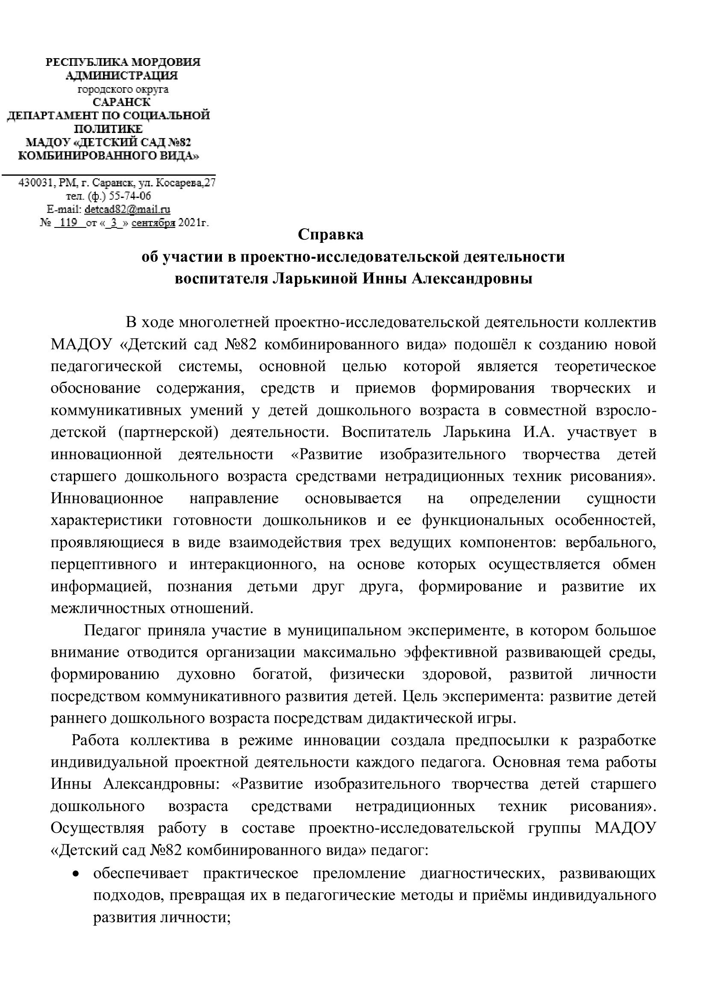 РЕСПУБЛИКА МОРДОВИЯ
АДМИНИСТРАЦИЯ
городского округа
САРАНСК
ДЕПАРТАМЕНТ ПО СОЦИАЛЬНОЙ
ПОЛИТИКЕ
МАДОУ «ДЕТСКИЙ САД №82
КОМБИНИРОВАННОГО ВИДА»
430031, РМ, г. Саранск, ул. Косарева,27
тел. (ф.) 55-74-06
E-mail: detcad82@mail.ru
№ _119_ от «_3_» сентября 2021г.
Справка
об участии в проектно-исследовательской деятельности
воспитателя Ларькиной Инны Александровны
В ходе многолетней проектно-исследовательской деятельности коллектив
МАДОУ «Детский сад №82 комбинированного вида» подошёл к созданию новой
педагогической системы, основной целью которой является теоретическое
обоснование содержания, средств и приемов формирования творческих и
коммуникативных умений у детей дошкольного возраста в совместной взросло-
детской (партнерской) деятельности. Воспитатель Ларькина И.А. участвует в
инновационной деятельности «Развитие изобразительного творчества детей
старшего дошкольного возраста средствами нетрадиционных техник рисования».
Инновационное направление основывается на определении сущности
характеристики готовности дошкольников и ее функциональных особенностей,
проявляющиеся в виде взаимодействия трех ведущих компонентов: вербального,
перцептивного и интеракционного, на основе которых осуществляется обмен
информацией, познания детьми друг друга, формирование и развитие их
межличностных отношений.
Педагог приняла участие в муниципальном эксперименте, в котором большое
внимание отводится организации максимально эффективной развивающей среды,
формированию духовно богатой, физически здоровой, развитой личности
посредством коммуникативного развития детей. Цель эксперимента: развитие детей
раннего дошкольного возраста посредствам дидактической игры.
Работа коллектива в режиме инновации создала предпосылки к разработке
индивидуальной проектной деятельности каждого педагога. Основная тема работы
Инны Александровны: «Развитие изобразительного творчества детей старшего
дошкольного возраста средствами нетрадиционных техник рисования».
Осуществляя работу в составе проектно-исследовательской группы МАДОУ
«Детский сад №82 комбинированного вида» педагог:
• обеспечивает практическое преломление диагностических, развивающих
подходов, превращая их в педагогические методы и приёмы индивидуального
развития личности;